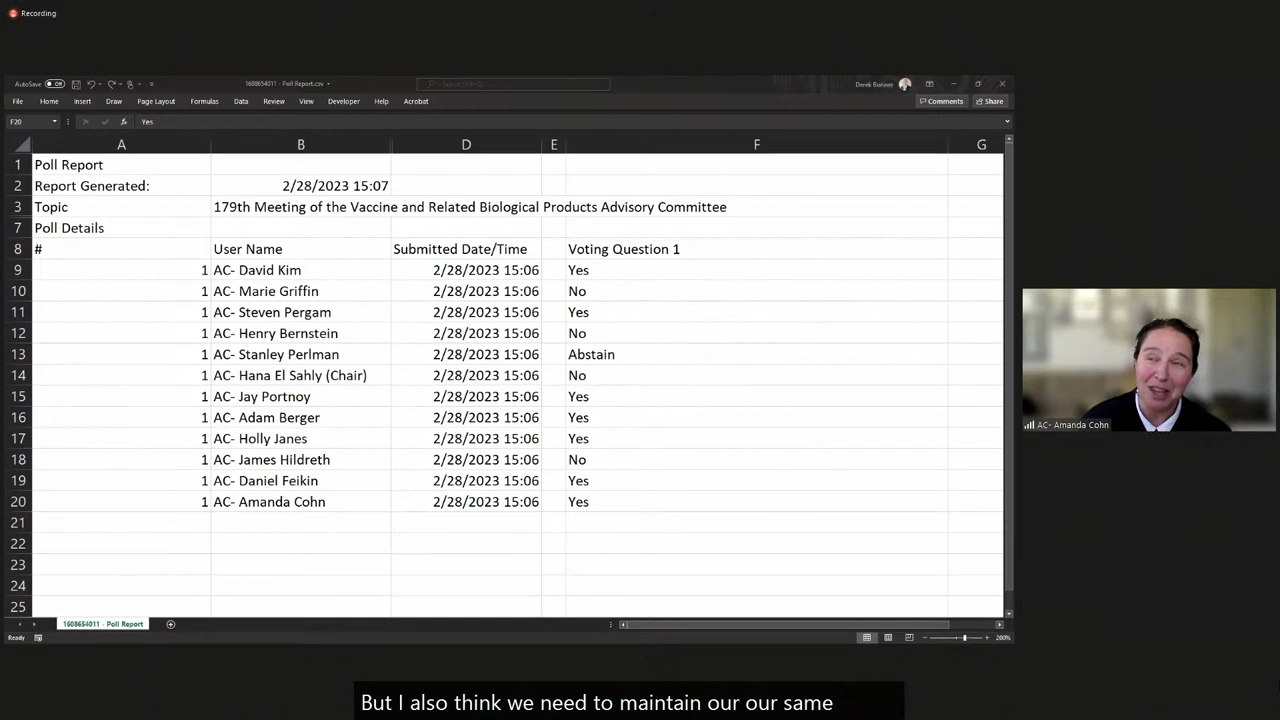 Recording
AutoSave Off 1608654011 - Poll Report.csv Search (Alt+Q) Derek Bonner
File Home Insert Draw Page Layout Formulas Data Review View Developer Help Acrobat Comments Share
F20 fx Yes
A B D E F G
1 Poll Report
2 Report Generated: 2/28/2023 15:07
3 Topic 179th Meeting of the Vaccine and Related Biological Products Advisory Committee
7 Poll Details
8 # User Name Submitted Date/Time Voting Question 1
9 1 AC- David Kim 2/28/2023 15:06 Yes
10 1 AC- Marie Griffin 2/28/2023 15:06 No
11 1 AC- Steven Pergam 2/28/2023 15:06 Yes
12 1 AC- Henry Bernstein 2/28/2023 15:06 No
13 1 AC- Stanley Perlman 2/28/2023 15:06 Abstain
14 1 AC- Hana El Sahly (Chair) 2/28/2023 15:06 No
15 1 AC- Jay Portnoy 2/28/2023 15:06 Yes
16 1 AC- Adam Berger 2/28/2023 15:06 Yes
17 1 AC- Holly Janes 2/28/2023 15:06 Yes
18 1 AC- James Hildreth 2/28/2023 15:06 No
19 1 AC- Daniel Feikin 2/28/2023 15:06 Yes
20 1 AC- Amanda Cohn 2/28/2023 15:06 Yes
21
22
23
24
25
AC- Amanda Cohn
1608654011 - Poll Report
Ready 200%
But I also think we need to maintain our our same